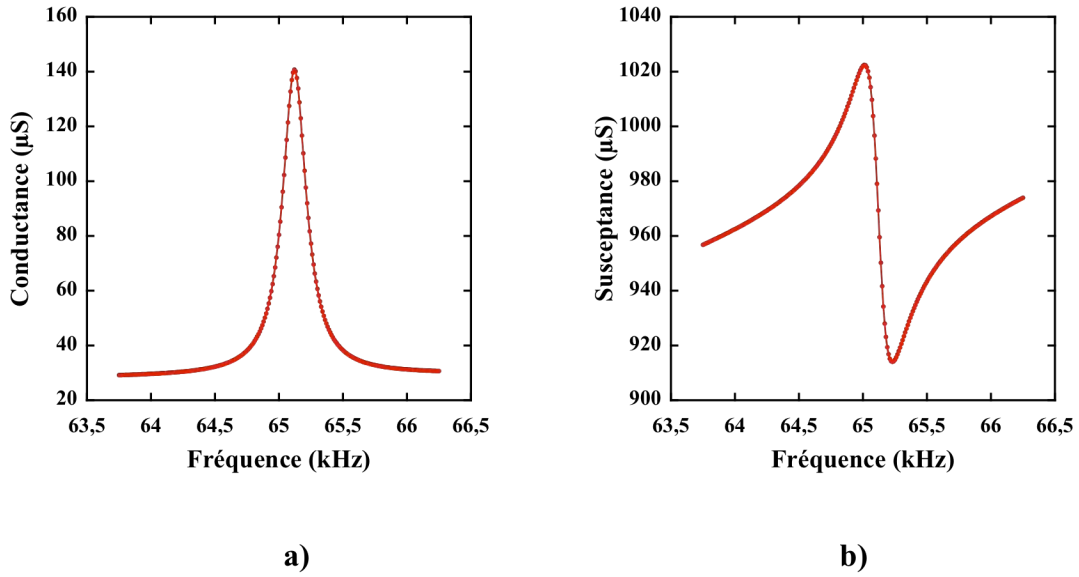 160
140
120
100
80
60
40
20
Conductance (µS)
63,5 64 64,5 65 65,5 66 66,5
Fréquence (kHz)
a)
1040
1020
1000
980
960
940
920
900
Susceptance (µS)
63,5 64 64,5 65 65,5 66 66,5
Fréquence (kHz)
b)